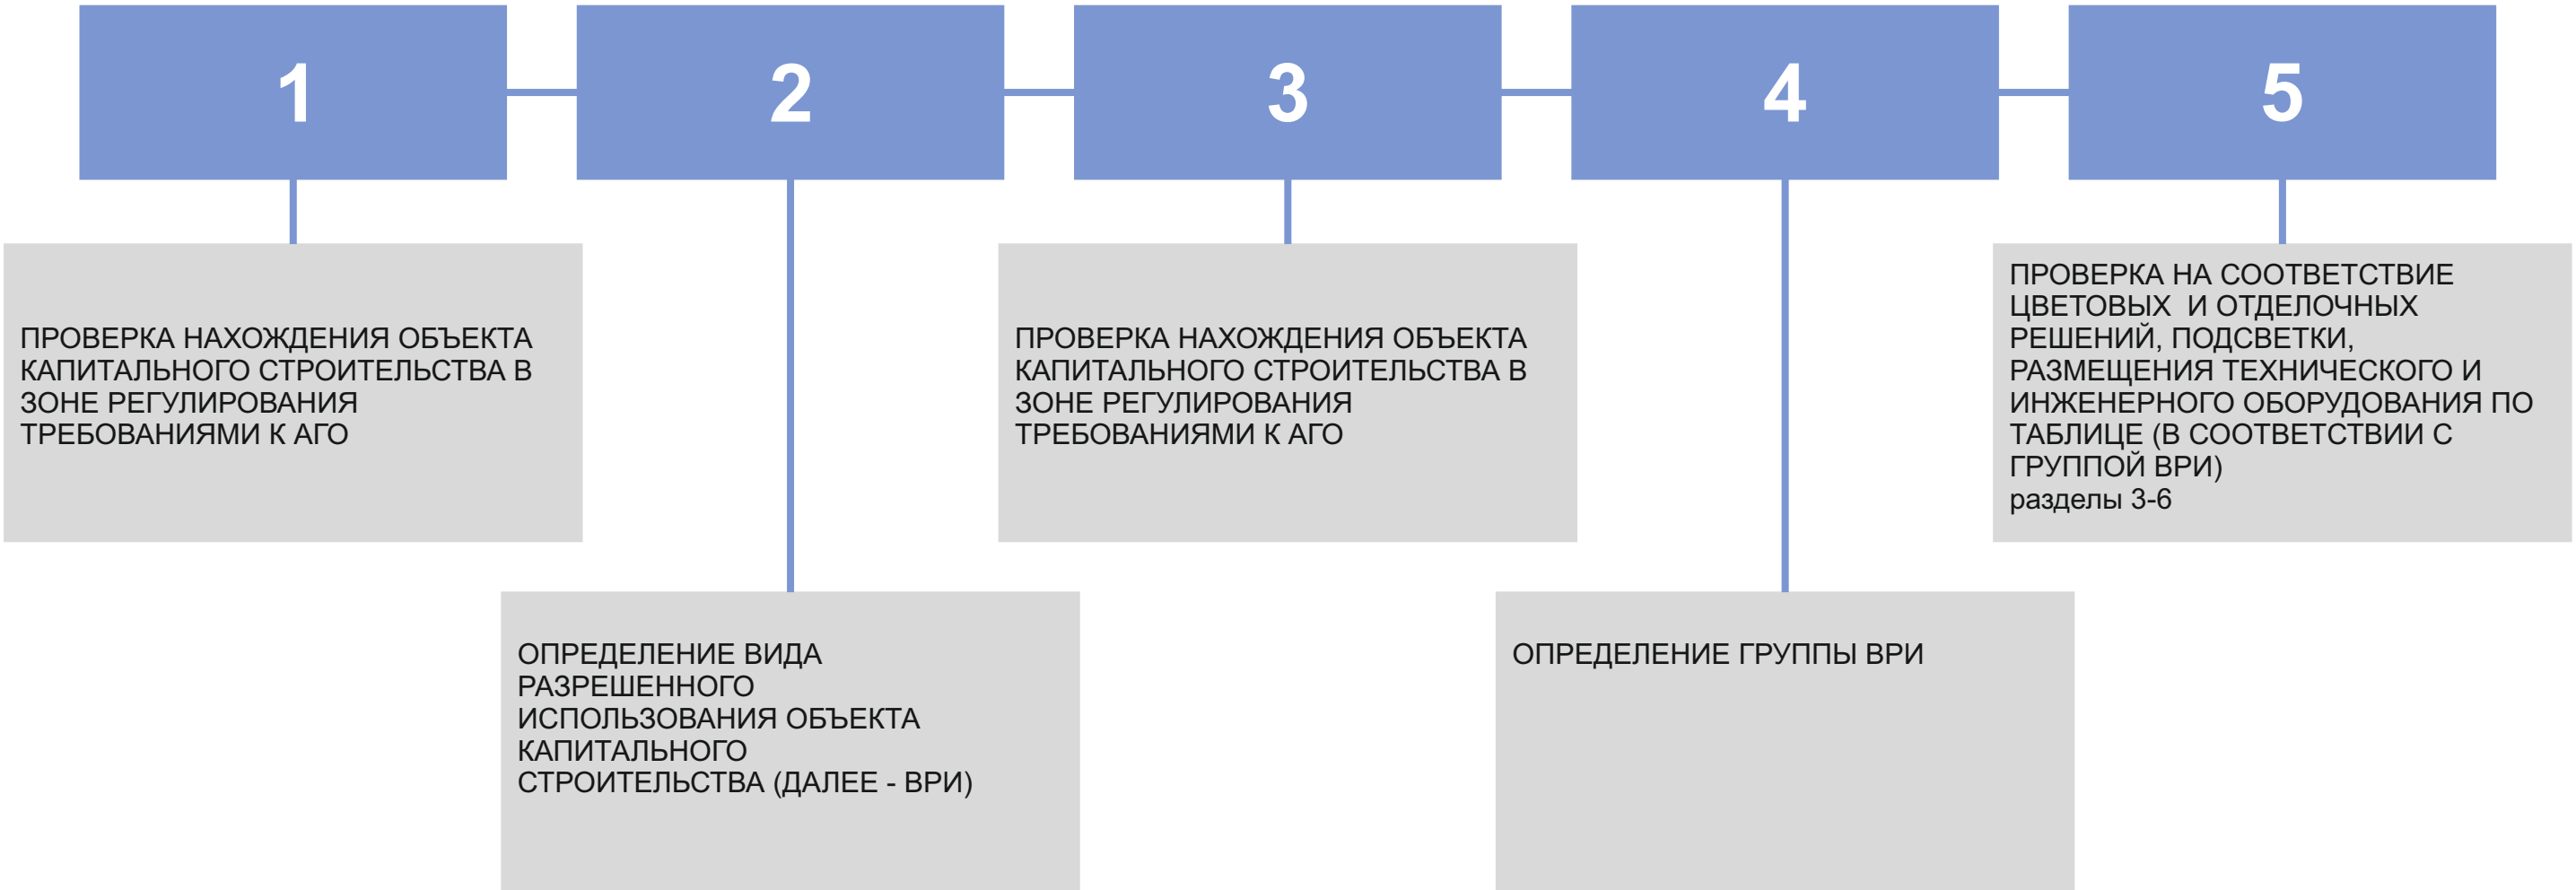 1
2
3
4
5
ПРОВЕРКА НАХОЖДЕНИЯ ОБЪЕКТА
КАПИТАЛЬНОГО СТРОИТЕЛЬСТВА В
ЗОНЕ РЕГУЛИРОВАНИЯ
ТРЕБОВАНИЯМИ К АГО
ОПРЕДЕЛЕНИЕ ВИДА
РАЗРЕШЕННОГО
ИСПОЛЬЗОВАНИЯ ОБЪЕКТА
КАПИТАЛЬНОГО
СТРОИТЕЛЬСТВА (ДАЛЕЕ - ВРИ)
ПРОВЕРКА НАХОЖДЕНИЯ ОБЪЕКТА
КАПИТАЛЬНОГО СТРОИТЕЛЬСТВА В
ЗОНЕ РЕГУЛИРОВАНИЯ
ТРЕБОВАНИЯМИ К АГО
ОПРЕДЕЛЕНИЕ ГРУППЫ ВРИ
ПРОВЕРКА НА СООТВЕТСТВИЕ
ЦВЕТОВЫХ И ОТДЕЛОЧНЫХ
РЕШЕНИЙ, ПОДСВЕТКИ,
РАЗМЕЩЕНИЯ ТЕХНИЧЕСКОГО И
ИНЖЕНЕРНОГО ОБОРУДОВАНИЯ ПО
ТАБЛИЦЕ (В СООТВЕТСТВИИ С
ГРУППОЙ ВРИ)
разделы 3-6